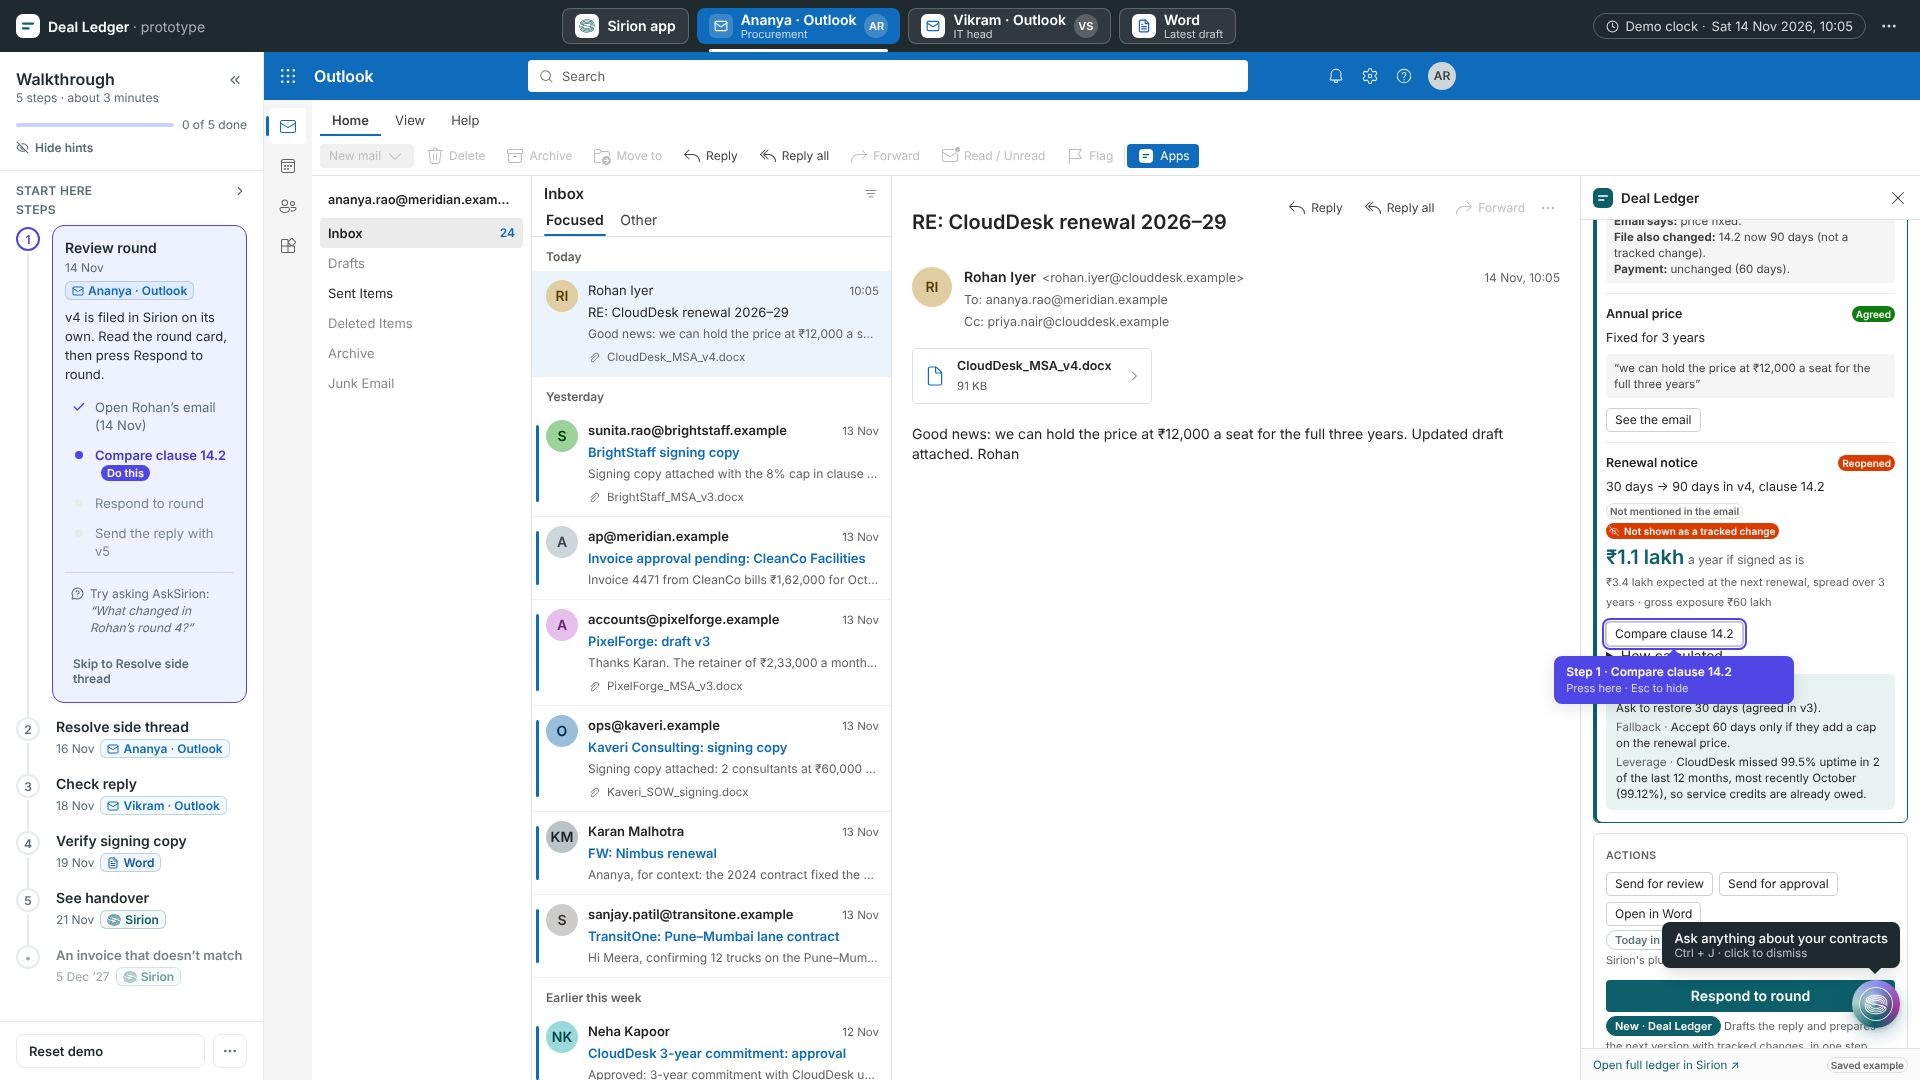 Deal Ledger · prototype
Sirion app
Ananya · Outlook
Procurement
AR
Vikram · Outlook
IT head
VS
Word
Latest draft
Demo clock · Sat 14 Nov 2026, 10:05
Walkthrough
5 steps · about 3 minutes
0 of 5 done
Hide hints
START HERE
STEPS
1
Review round
14 Nov
Ananya · Outlook
v4 is filed in Sirion on its
own. Read the round card,
then press Respond to
round.
Open Rohan’s email
(14 Nov)
Compare clause 14.2
Do this
Respond to round
Send the reply with
v5
Try asking AskSirion:
“What changed in
Rohan’s round 4?”
Skip to Resolve side
thread
2
Resolve side thread
16 Nov
Ananya · Outlook
3
Check reply
18 Nov
Vikram · Outlook
4
Verify signing copy
19 Nov
Word
5
See handover
21 Nov
Sirion
An invoice that doesn’t match
5 Dec ’27
Sirion
Reset demo
Outlook
Search
AR
Home
View
Help
New mail
Delete
Archive
Move to
Reply
Reply all
Forward
Read / Unread
Flag
Apps
ananya.rao@meridian.exam...
Inbox
24
Drafts
Sent Items
Deleted Items
Archive
Junk Email
Inbox
Focused
Other
Today
RI
Rohan Iyer
10:05
RE: CloudDesk renewal 2026–29
Good news: we can hold the price at ₹12,000 a s...
CloudDesk_MSA_v4.docx
Yesterday
S
sunita.rao@brightstaff.example
13 Nov
BrightStaff signing copy
Signing copy attached with the 8% cap in clause ...
BrightStaff_MSA_v3.docx
A
ap@meridian.example
13 Nov
Invoice approval pending: CleanCo Facilities
Invoice 4471 from CleanCo bills ₹1,62,000 for Oct...
A
accounts@pixelforge.example
13 Nov
PixelForge: draft v3
Thanks Karan. The retainer of ₹2,33,000 a month...
PixelForge_MSA_v3.docx
O
ops@kaveri.example
13 Nov
Kaveri Consulting: signing copy
Signing copy attached: 2 consultants at ₹60,000 ...
Kaveri_SOW_signing.docx
KM
Karan Malhotra
13 Nov
FW: Nimbus renewal
Ananya, for context: the 2024 contract fixed the ...
S
sanjay.patil@transitone.example
13 Nov
TransitOne: Pune–Mumbai lane contract
Hi Meera, confirming 12 trucks on the Pune–Mum...
Earlier this week
NK
Neha Kapoor
12 Nov
CloudDesk 3-year commitment: approval
Approved: 3-year commitment with CloudDesk u...
RE: CloudDesk renewal 2026–29
Reply
Reply all
Forward
RI
Rohan Iyer <rohan.iyer@clouddesk.example>
14 Nov, 10:05
To: ananya.rao@meridian.example
Cc: priya.nair@clouddesk.example
CloudDesk_MSA_v4.docx
91 KB
Good news: we can hold the price at ₹12,000 a seat for the full three years. Updated draft
attached. Rohan
Deal Ledger
Email says: price fixed.
File also changed: 14.2 now 90 days (not a
tracked change).
Payment: unchanged (60 days).
Annual price
Agreed
Fixed for 3 years
“we can hold the price at ₹12,000 a seat for the
full three years”
See the email
Renewal notice
Reopened
30 days → 90 days in v4, clause 14.2
Not mentioned in the email
Not shown as a tracked change
₹1.1 lakh a year if signed as is
₹3.4 lakh expected at the next renewal, spread over 3
years · gross exposure ₹60 lakh
Compare clause 14.2
How calculated
Step 1 · Compare clause 14.2
Press here · Esc to hide
Ask to restore 30 days (agreed in v3).
Fallback · Accept 60 days only if they add a cap
on the renewal price.
Leverage · CloudDesk missed 99.5% uptime in 2
of the last 12 months, most recently October
(99.12%), so service credits are already owed.
ACTIONS
Send for review
Send for approval
Open in Word
Today in
Sirion's plu
Ask anything about your contracts
Ctrl + J · click to dismiss
Respond to round
New · Deal Ledger
Drafts the reply and prepares
the next version with tracked changes, in one step
Open full ledger in Sirion ↗
Saved example